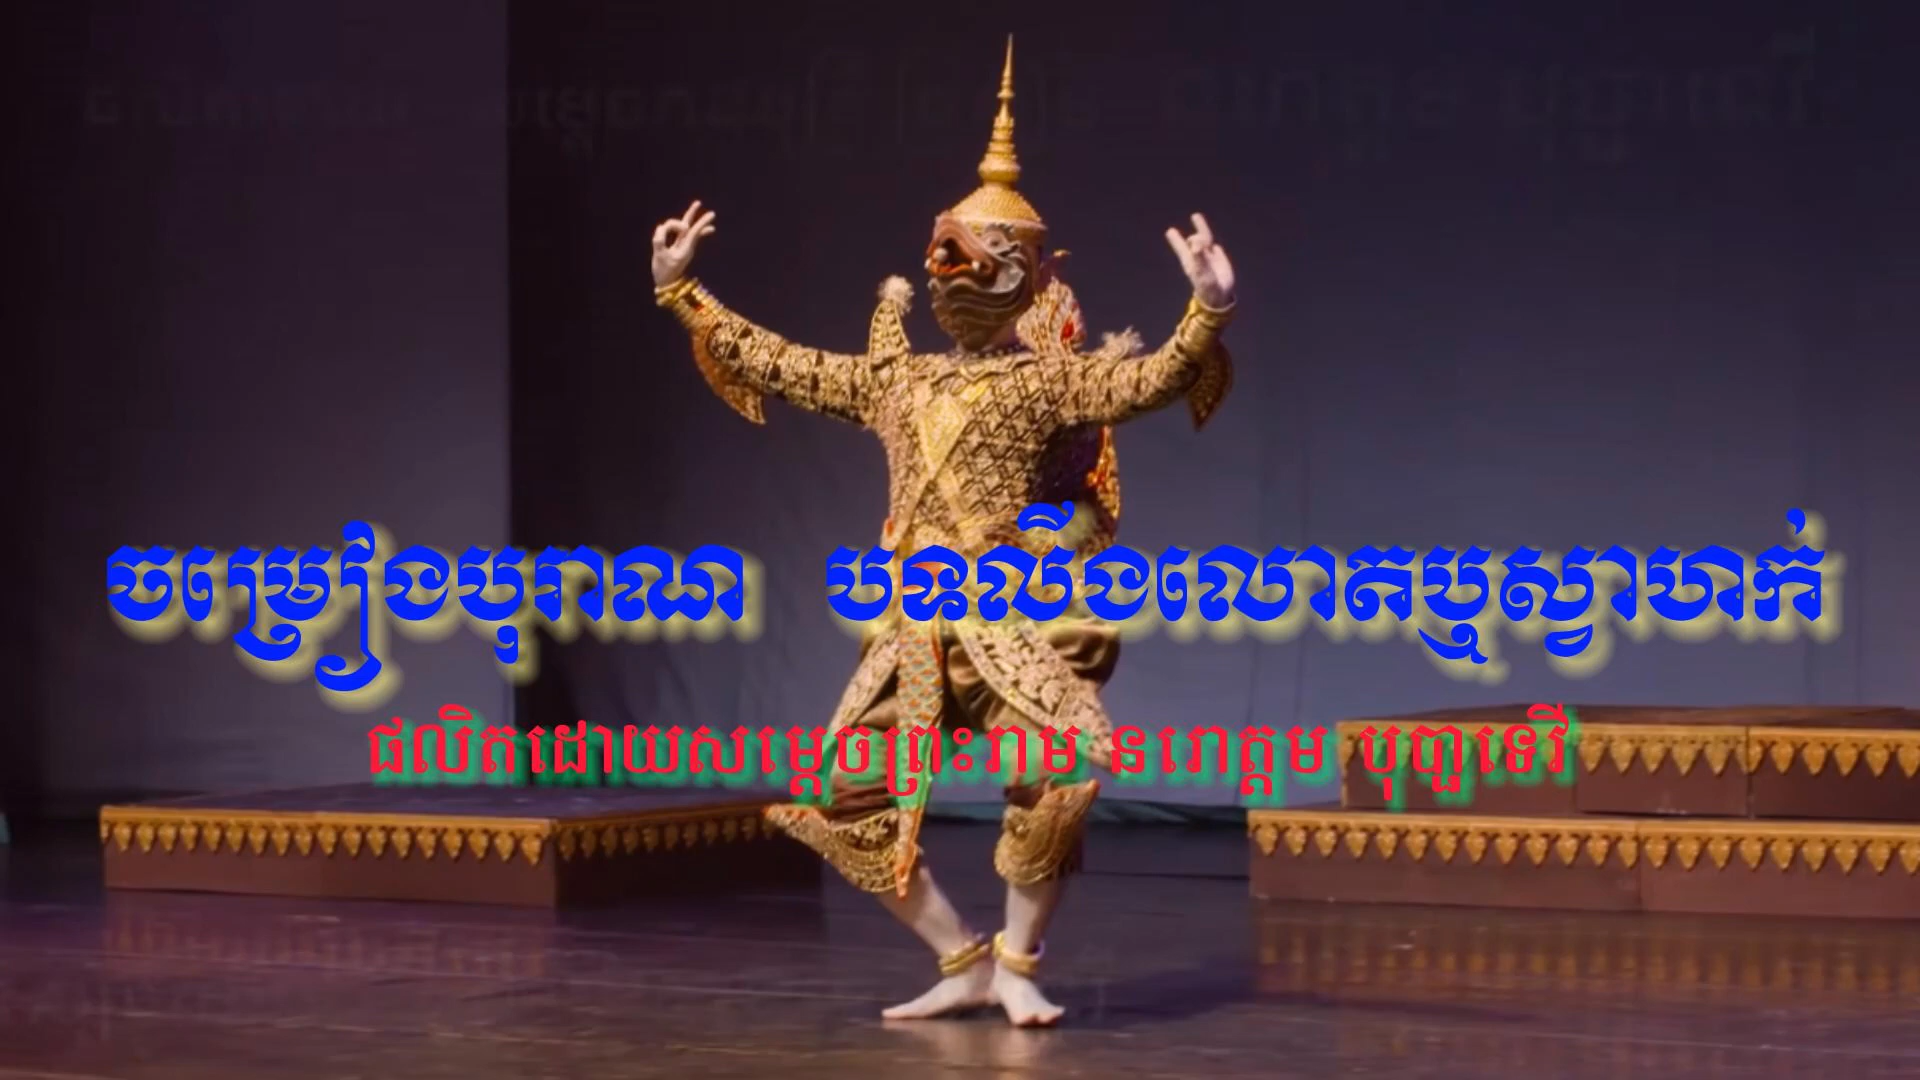 ចម្រៀងបុរាណ បទលីងលោតឬស្វាហក់
ផលិតដោយសម្ដេចព្រះរាម នរោត្តម បុប្ផាទេវី